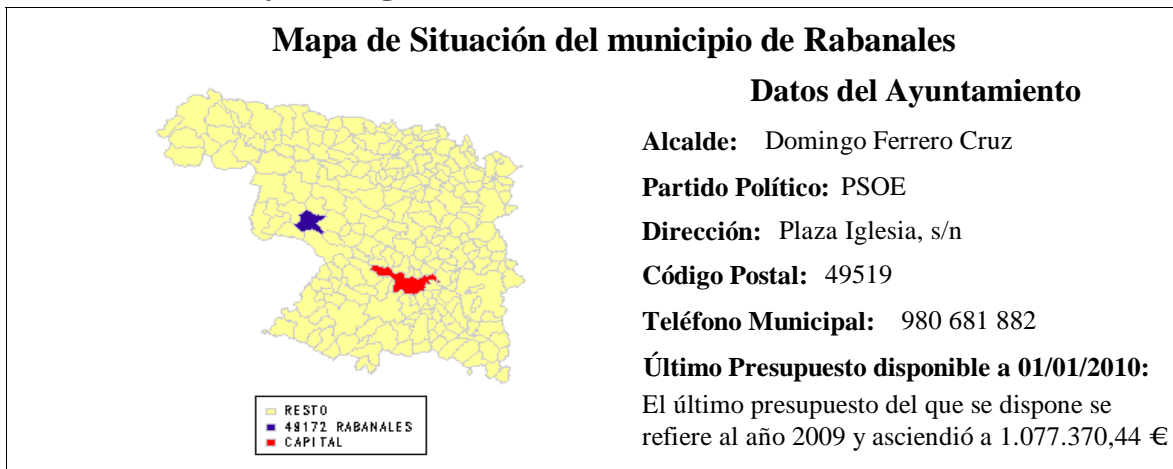 Mapa de Situación del municipio de Rabanales
Datos del Ayuntamiento
Alcalde: Domingo Ferrero Cruz
Partido Político: PSOE
Dirección: Plaza Iglesia, s/n
Código Postal: 49519
Teléfono Municipal: 980 681 882
Último Presupuesto disponible a 01/01/2010:
El último presupuesto del que se dispone se
refiere al año 2009 y asciendió a 1.077.370,44 €
RESTO
49172 RABANALES
CAPITAL